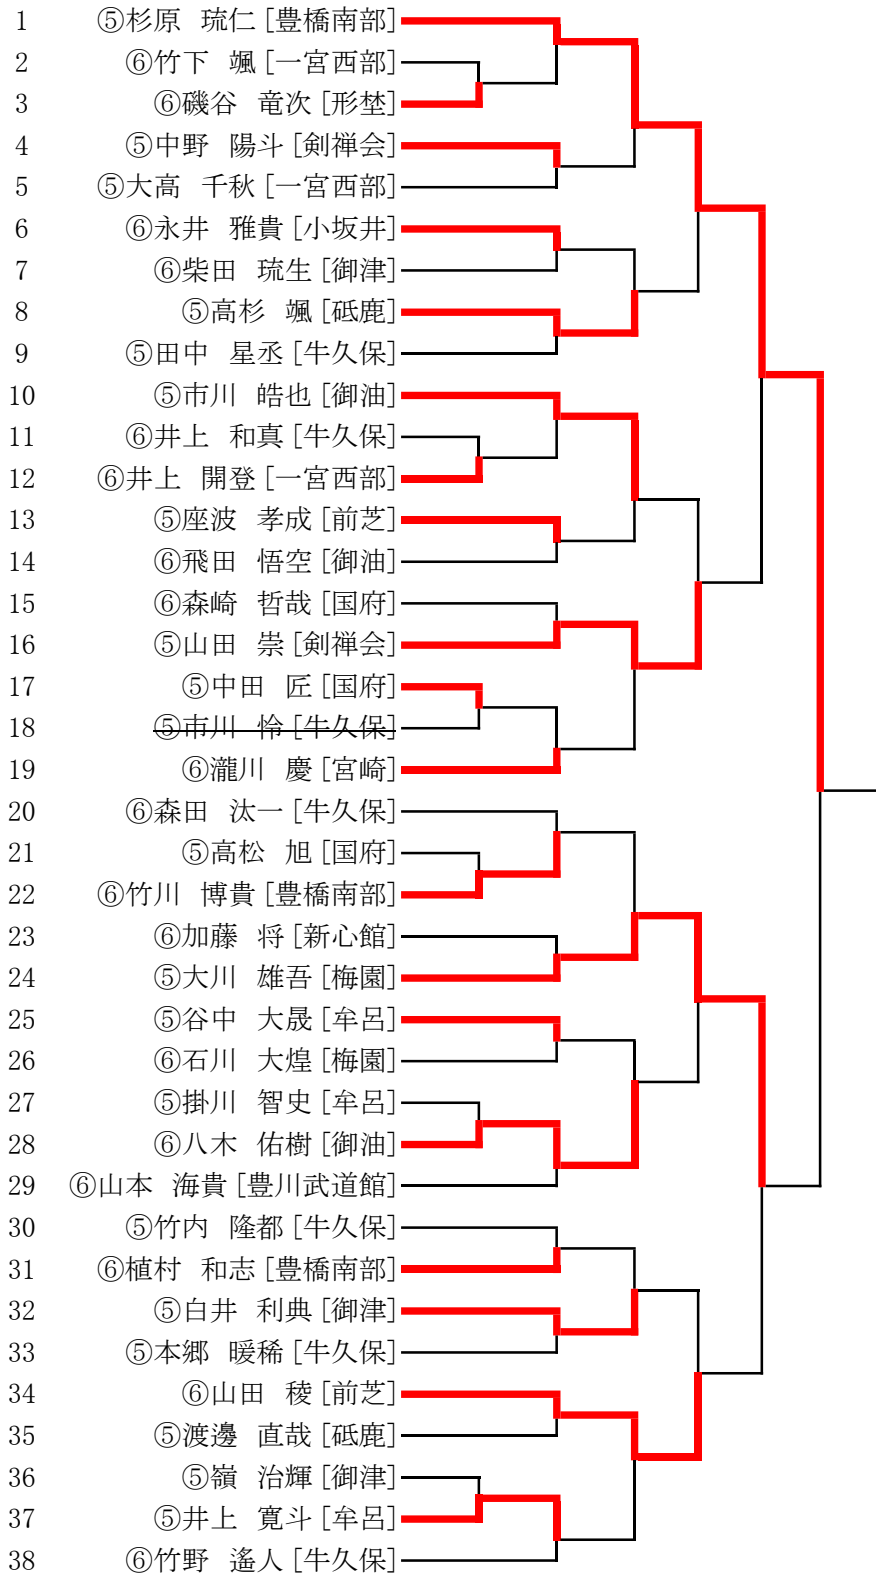 1 ⑤杉原 琉仁 [豊橋南部]
2 ⑥竹下 颯 [一宮西部]
3 ⑥磯谷 竜次 [形埜]
4 ⑤中野 陽斗 [剣禅会]
5 ⑤大高 千秋 [一宮西部]
6 ⑥永井 雅貴 [小坂井]
7 ⑥柴田 琉生 [御津]
8 ⑤高杉 颯 [砥鹿]
9 ⑤田中 星丞 [牛久保]
10 ⑤市川 皓也 [御油]
11 ⑥井上 和真 [牛久保]
12 ⑥井上 開登 [一宮西部]
13 ⑤座波 孝成 [前芝]
14 ⑥飛田 悟空 [御油]
15 ⑥森崎 哲哉 [国府]
16 ⑤山田 崇 [剣禅会]
17 ⑤中田 匠 [国府]
18 ⑤市川 怜 [牛久保]
19 ⑥瀧川 慶 [宮崎]
20 ⑥森田 汰一 [牛久保]
21 ⑤高松 旭 [国府]
22 ⑥竹川 博貴 [豊橋南部]
23 ⑥加藤 将 [新心館]
24 ⑤大川 雄吾 [梅園]
25 ⑤谷中 大晟 [牟呂]
26 ⑥石川 大煌 [梅園]
27 ⑤掛川 智史 [牟呂]
28 ⑥八木 佑樹 [御油]
29 ⑥山本 海貴 [豊川武道館]
30 ⑤竹内 隆都 [牛久保]
31 ⑥植村 和志 [豊橋南部]
32 ⑤白井 利典 [御津]
33 ⑤本郷 暖稀 [牛久保]
34 ⑥山田 稜 [前芝]
35 ⑤渡邊 直哉 [砥鹿]
36 ⑤嶺 治輝 [御津]
37 ⑤井上 寛斗 [牟呂]
38 ⑥竹野 遙人 [牛久保]